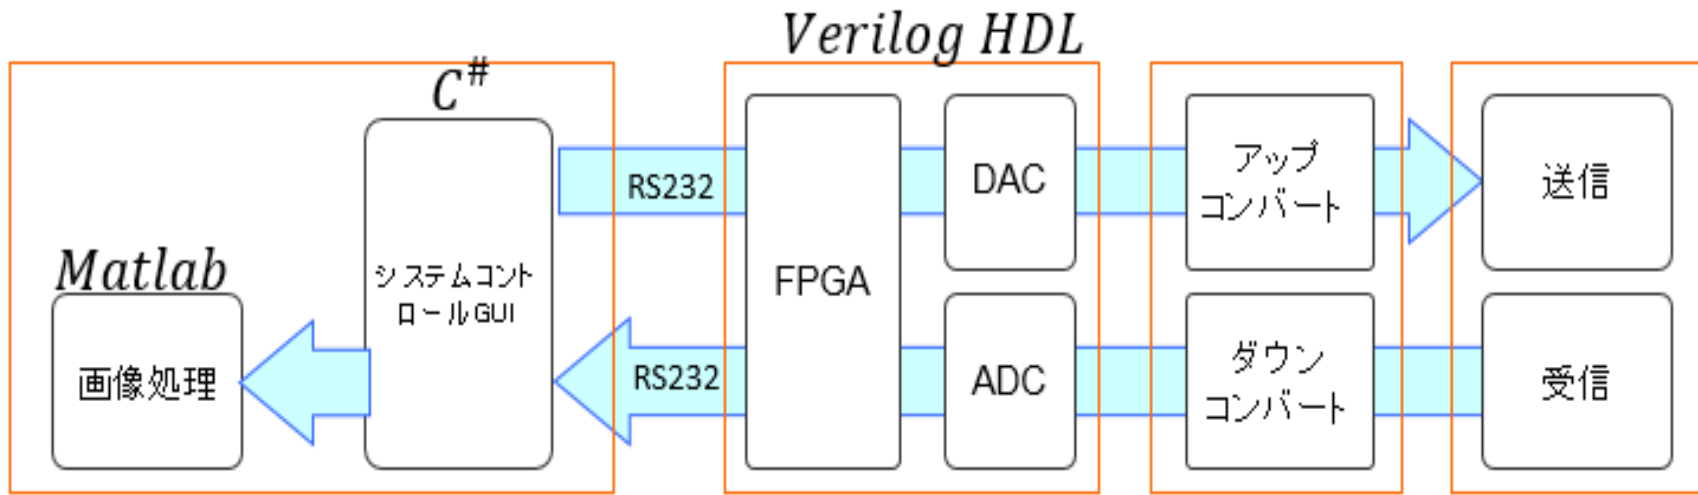 Verilog HDL
C#
Matlab
画像処理
システムコント
ロールGUI
RS232
RS232
FPGA
DAC
ADC
アップ
コンバート
ダウン
コンバート
送信
受信